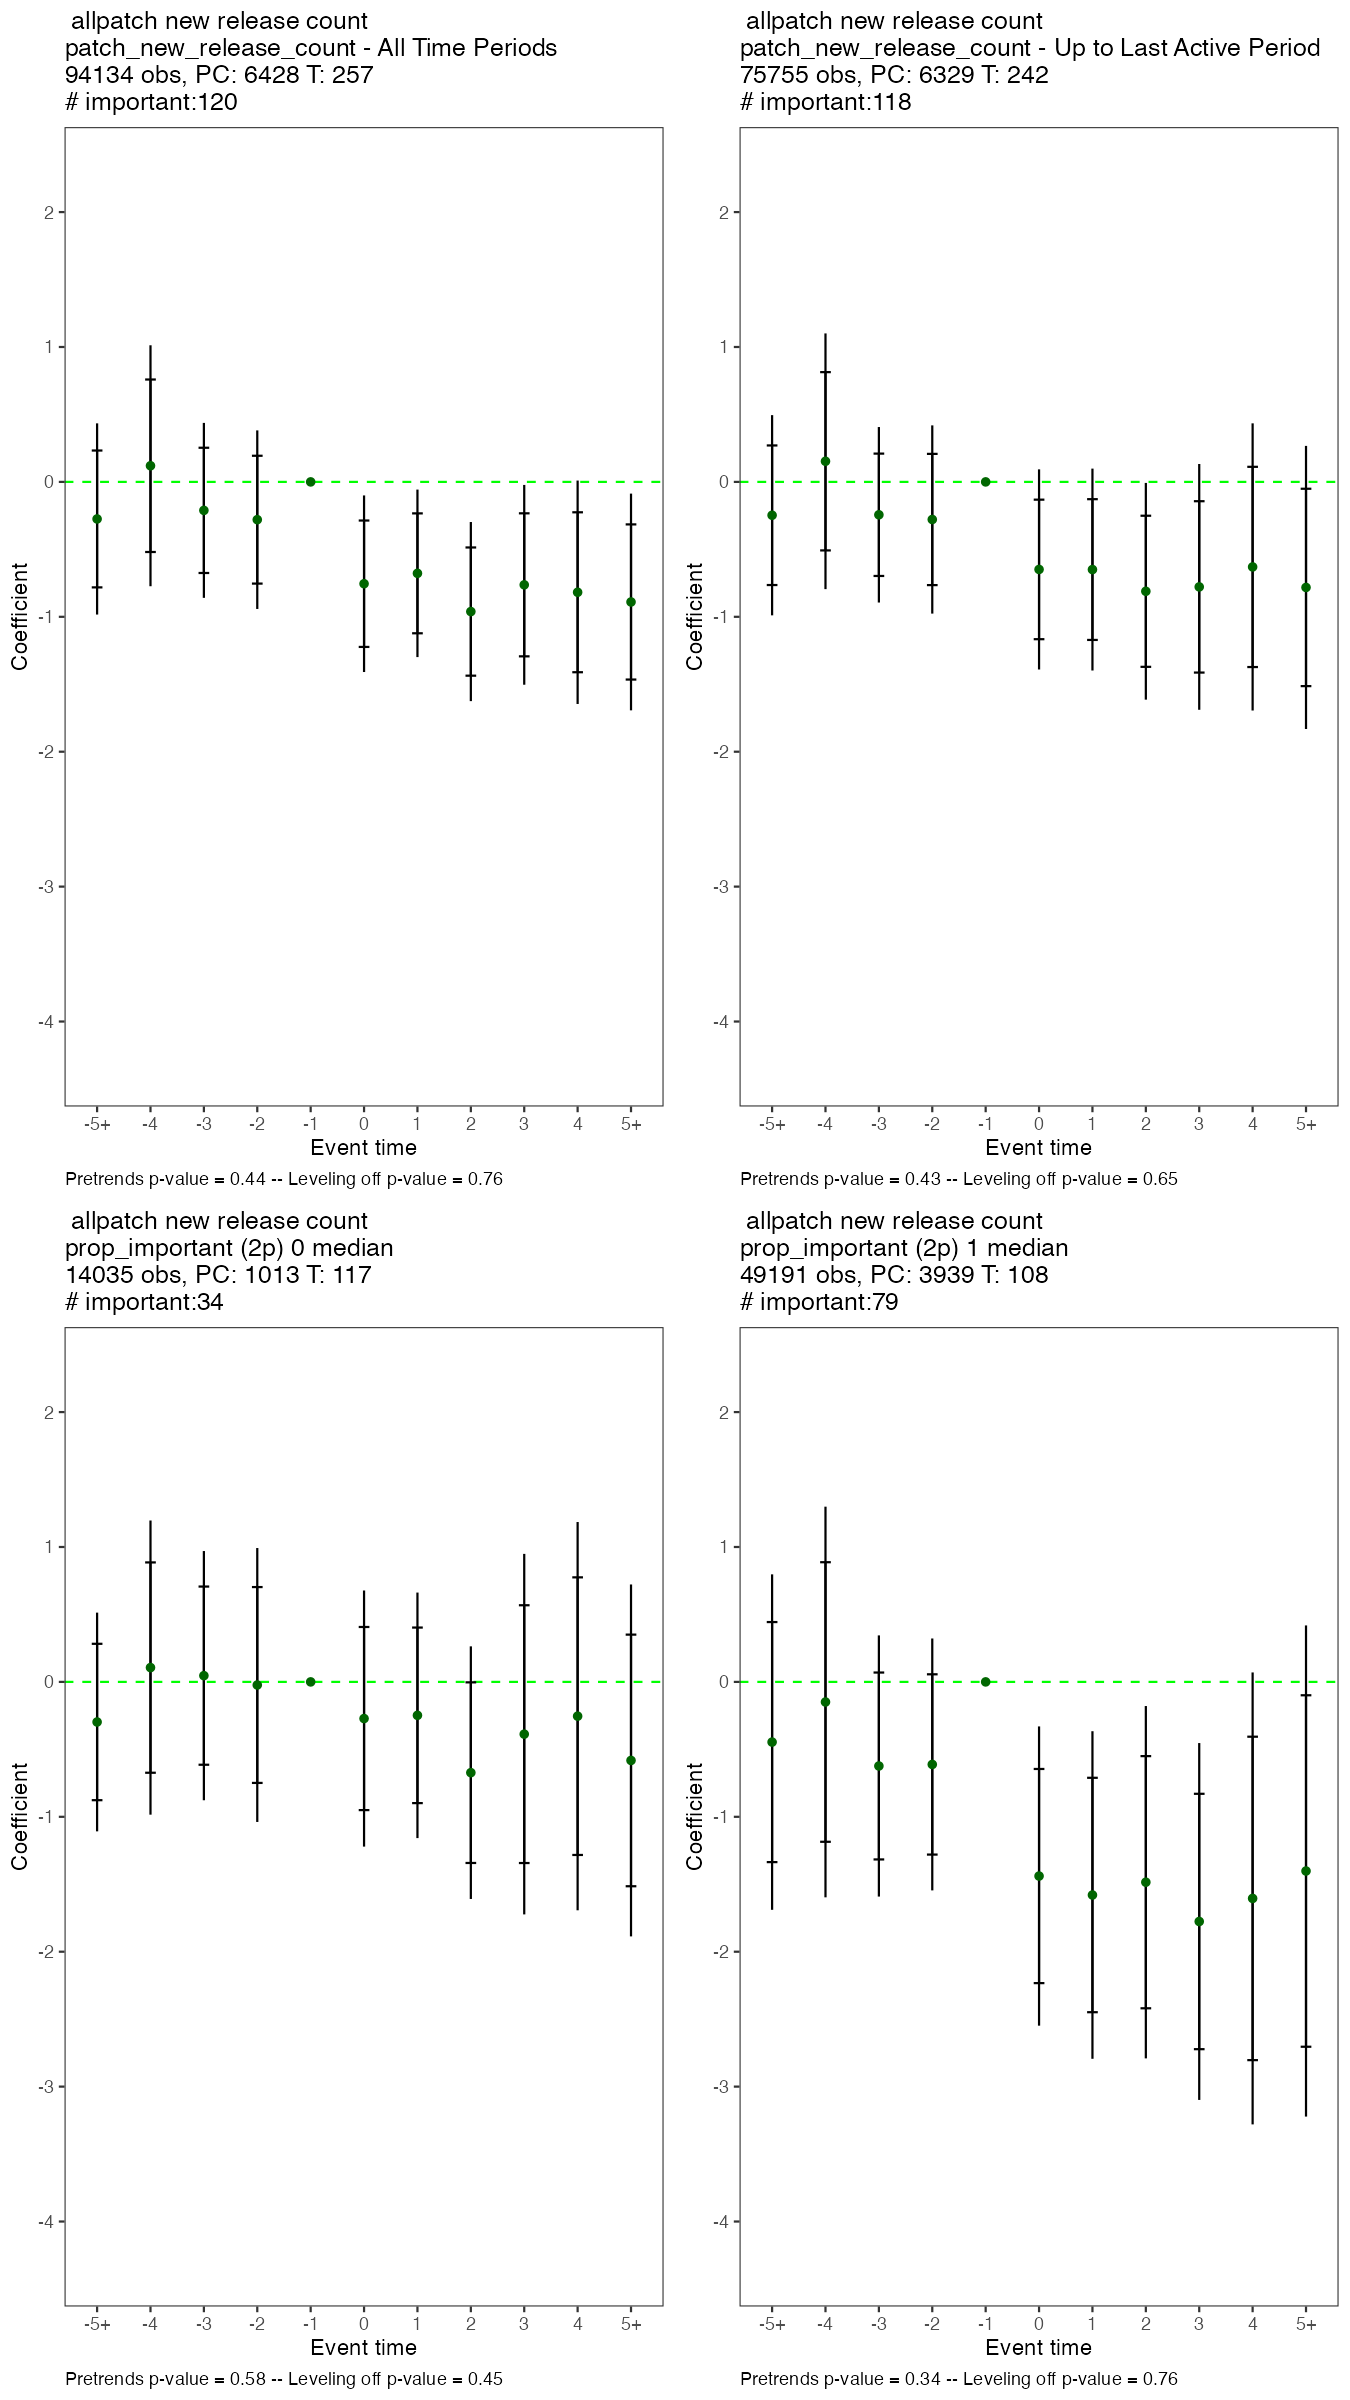 allpatch new release count
patch_new_release_count - All Time Periods
94134 obs, PC: 6428 T: 257
# important:120
2
1
0
-1
-2
-3
-4
Coefficient
-5+ -4 -3 -2 -1 0 1 2 3 4 5+
Event time
Pretrends p-value = 0.44 -- Leveling off p-value = 0.76
allpatch new release count
patch_new_release_count - Up to Last Active Period
75755 obs, PC: 6329 T: 242
# important:118
2
1
0
-1
-2
-3
-4
Coefficient
-5+ -4 -3 -2 -1 0 1 2 3 4 5+
Event time
Pretrends p-value = 0.43 -- Leveling off p-value = 0.65
allpatch new release count
prop_important (2p) 0 median
14035 obs, PC: 1013 T: 117
# important:34
2
1
0
-1
-2
-3
-4
Coefficient
-5+ -4 -3 -2 -1 0 1 2 3 4 5+
Event time
Pretrends p-value = 0.58 -- Leveling off p-value = 0.45
allpatch new release count
prop_important (2p) 1 median
49191 obs, PC: 3939 T: 108
# important:79
2
1
0
-1
-2
-3
-4
Coefficient
-5+ -4 -3 -2 -1 0 1 2 3 4 5+
Event time
Pretrends p-value = 0.34 -- Leveling off p-value = 0.76